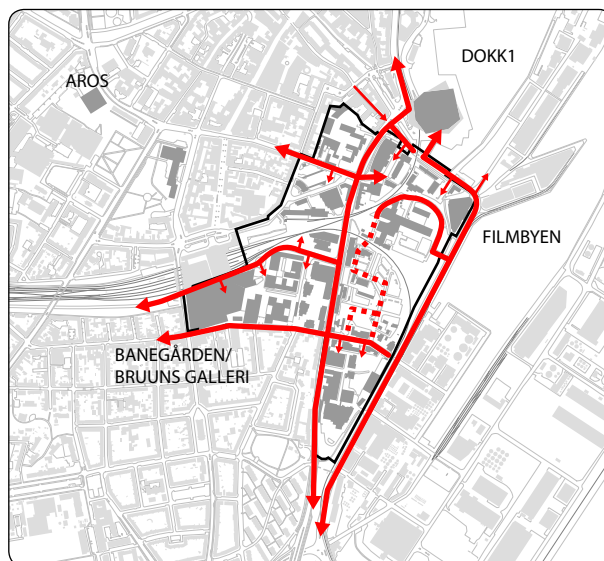 DOKK1
AROS
FILMBYEN
BANEGÅRDEN/
BRUUNS GALLERI